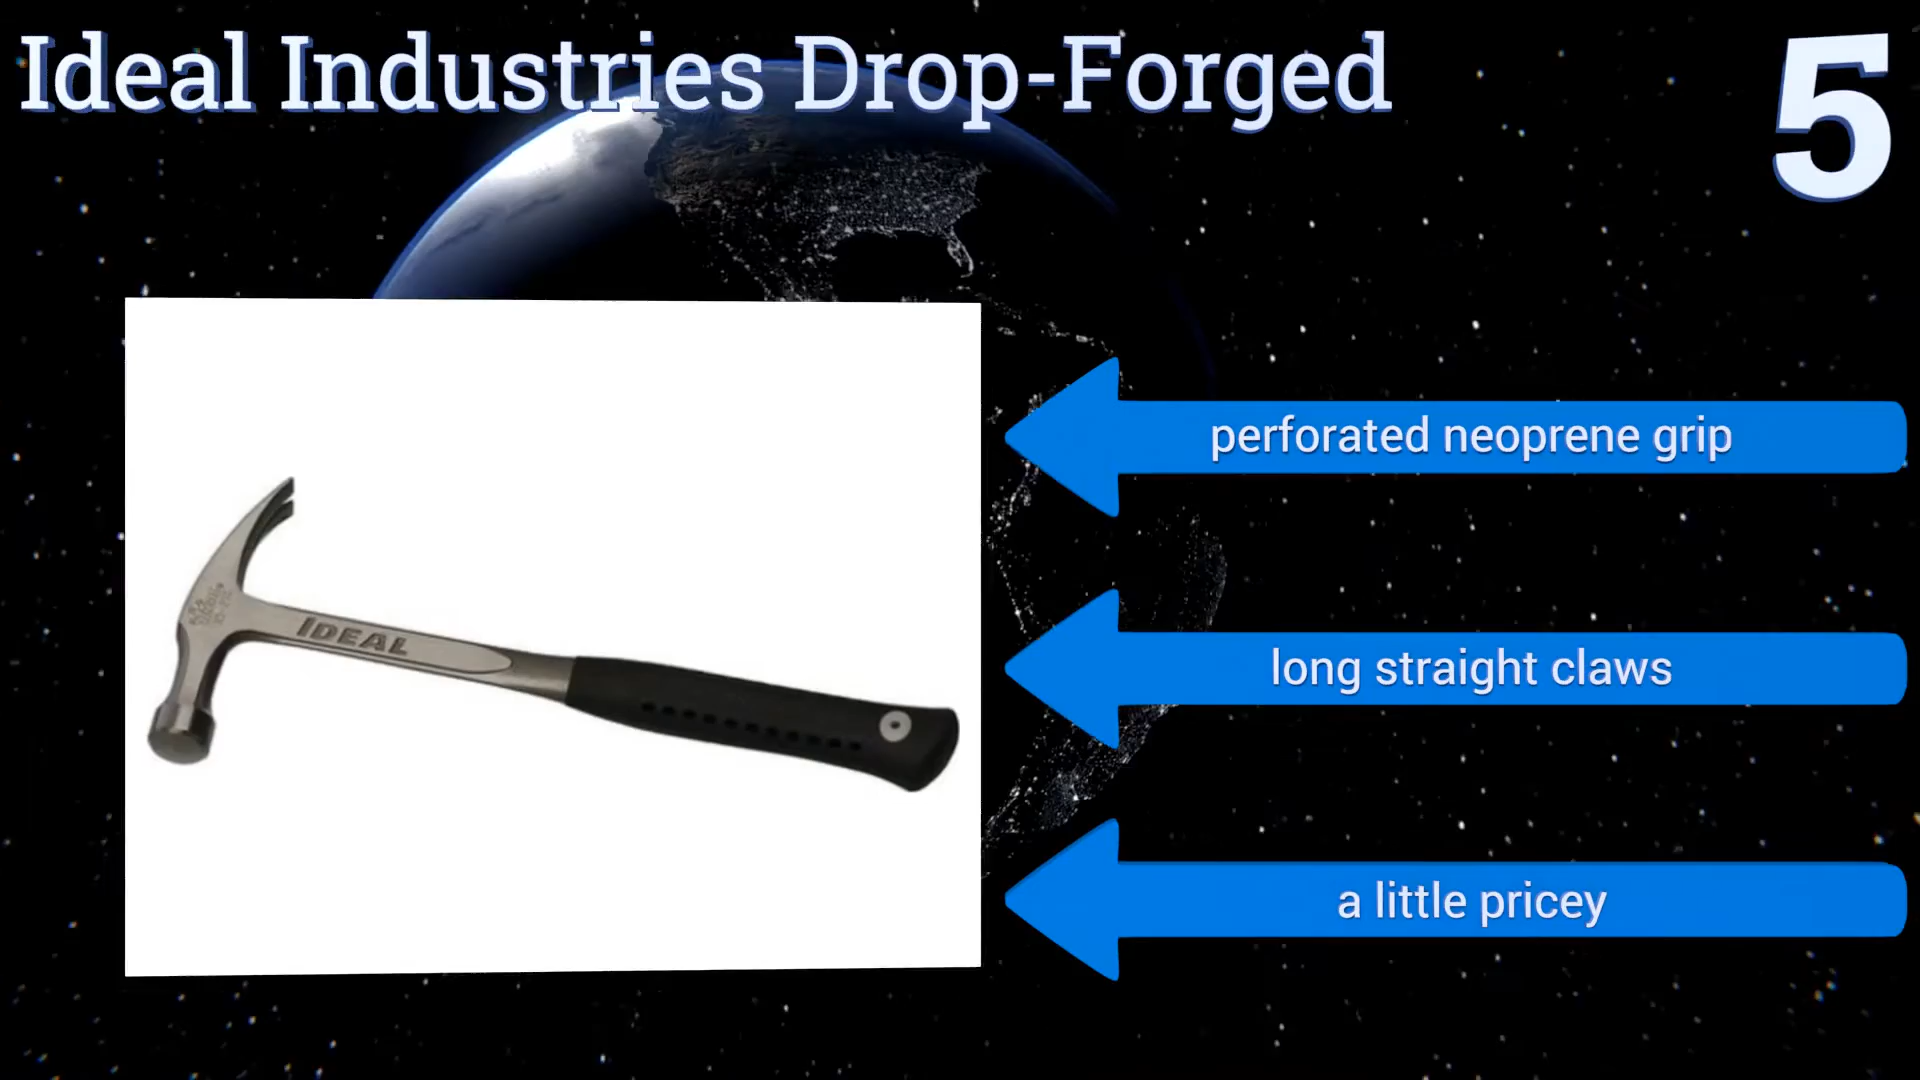 Ideal Industries Drop-Forged
5
perforated neoprene grip
IDEAL
long straight claws
a little pricey